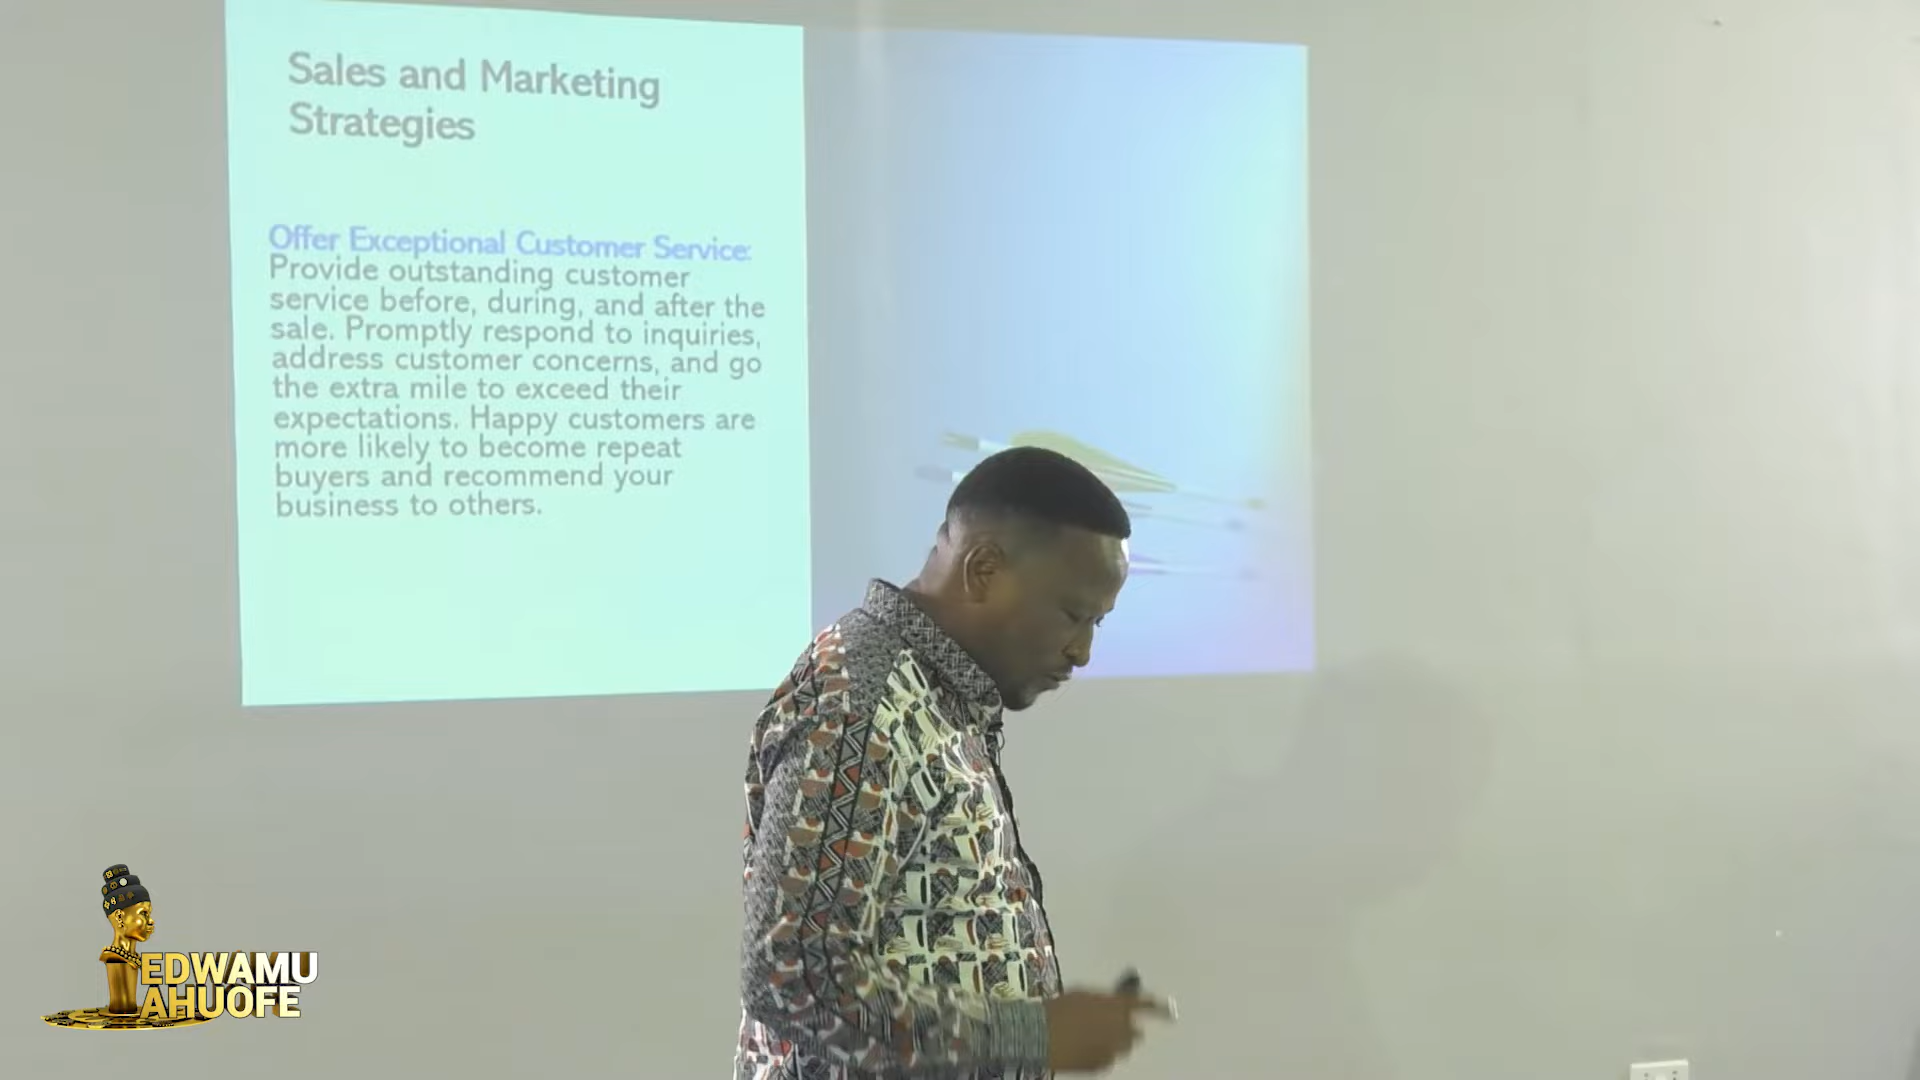 Sales and Marketing
Strategies
Offer Exceptional Customer Service:
Provide outstanding customer
service before, during, and after the
sale. Promptly respond to inquiries,
address customer concerns, and go
the extra mile to exceed their
expectations. Happy customers are
more likely to become repeat
buyers and recommend your
business to others.
EDWAMU
AHUOFE